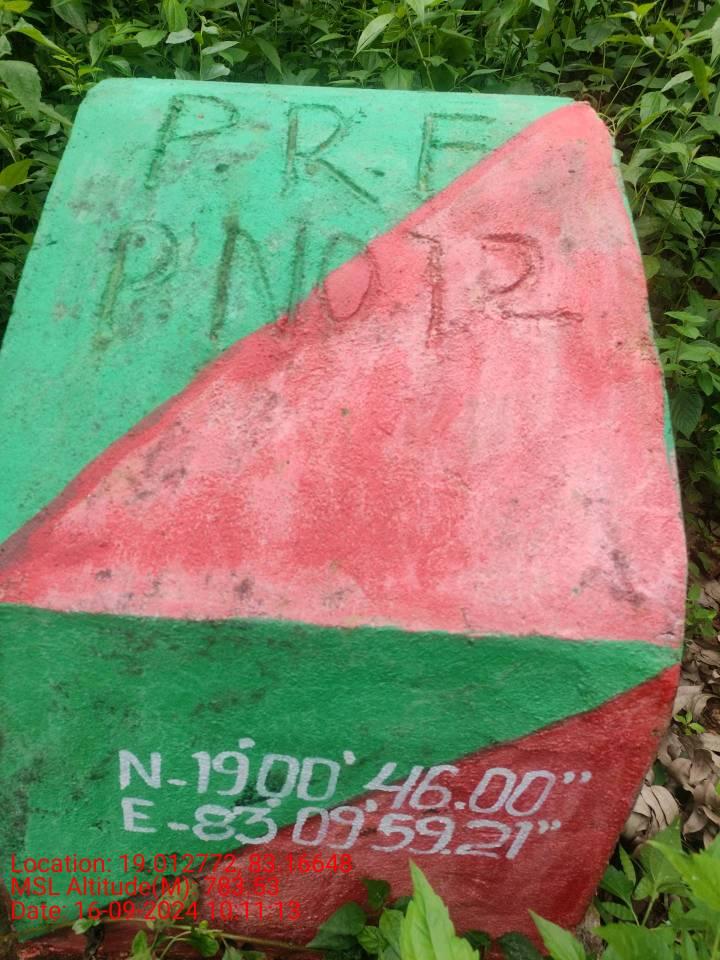 P.R.F
P.NO 12
N-19°00'46.00"
E-83°09'59.21"
Location: 19.012772, 83.16648
MSL Altitude(M): 783.53
Date: 16-09-2024 10:11:13